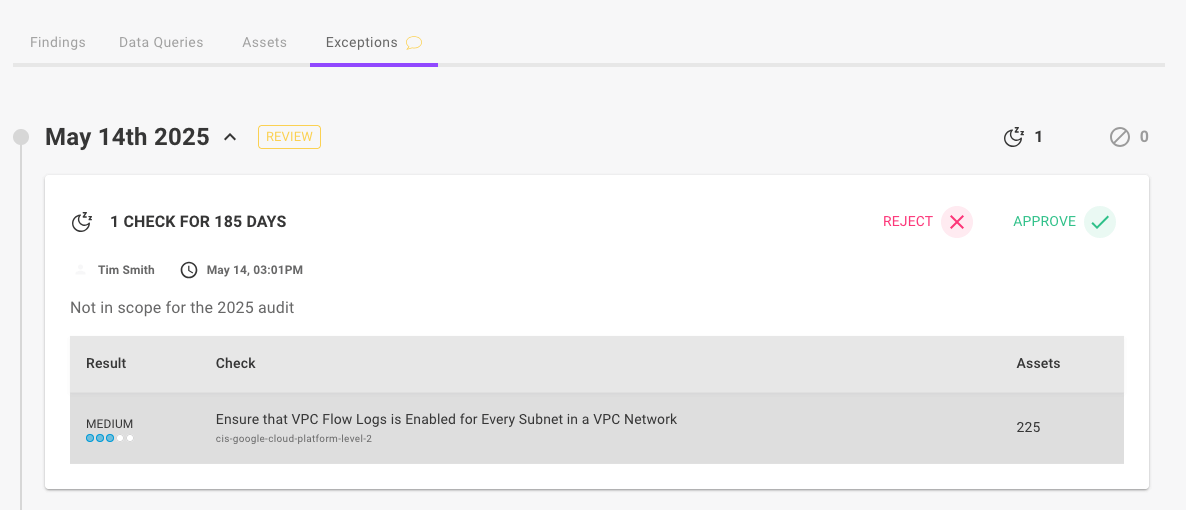 Findings Data Queries Assets Exceptions
May 14th 2025 REVIEW 1 0
1 CHECK FOR 185 DAYS REJECT APPROVE
Tim Smith May 14, 03:01PM
Not in scope for the 2025 audit
Result Check Assets
MEDIUM Ensure that VPC Flow Logs is Enabled for Every Subnet in a VPC Network 225
cis-google-cloud-platform-level-2